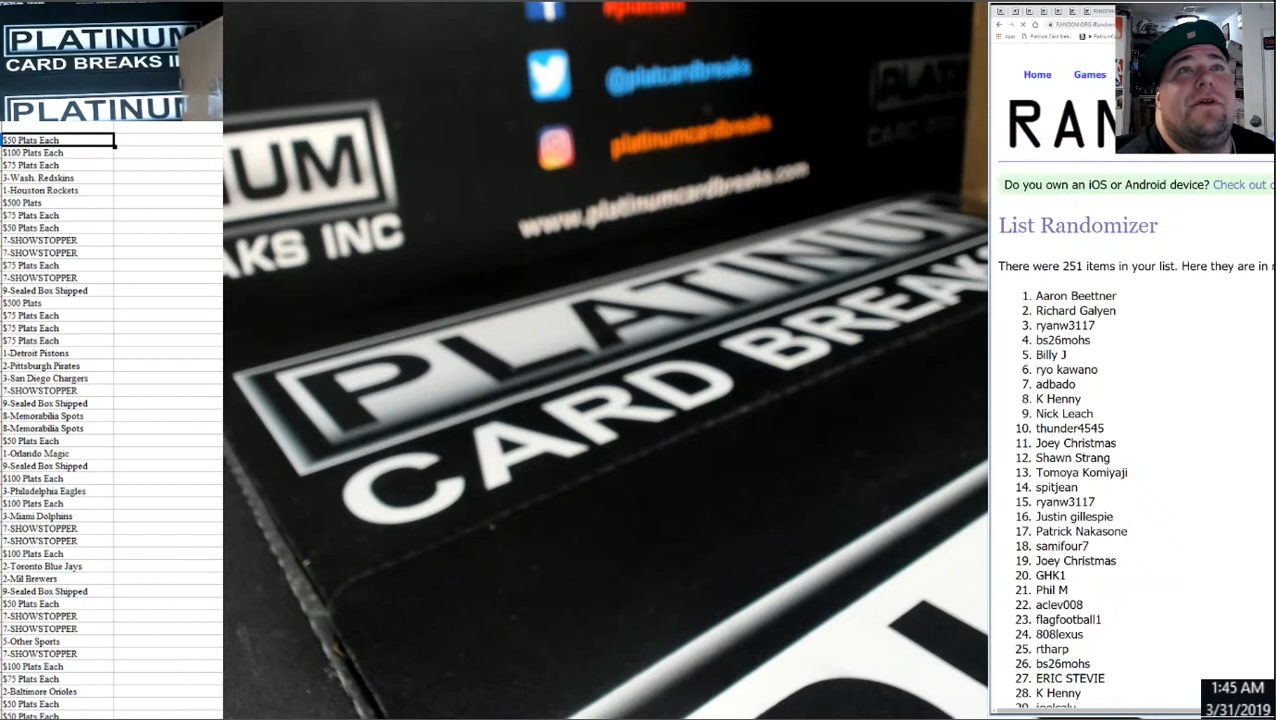 PLATINUM
CARD BREAKS
PLATINUM
$50 Plats Each
$100 Plats Each
$75 Plats Each
3-Wash. Redskins
1-Houston Rockets
$500 Plats
$75 Plats Each
$50 Plats Each
7-SHOWSTOPPER
7-SHOWSTOPPER
$75 Plats Each
7-SHOWSTOPPER
9-Sealed Box Shipped
$500 Plats
$75 Plats Each
$75 Plats Each
$75 Plats Each
1-Detroit Pistons
2-Pittsburgh Pirates
3-San Diego Chargers
7-SHOWSTOPPER
9-Sealed Box Shipped
8-Memorabilia Spots
8-Memorabilia Spots
$50 Plats Each
1-Orlando Magic
9-Sealed Box Shipped
$100 Plats Each
3-Philadelphia Eagles
$100 Plats Each
3-Miami Dolphins
7-SHOWSTOPPER
7-SHOWSTOPPER
$100 Plats Each
2-Toronto Blue Jays
2-Mil Brewers
9-Sealed Box Shipped
$50 Plats Each
7-SHOWSTOPPER
7-SHOWSTOPPER
5-Other Sports
7-SHOWSTOPPER
$100 Plats Each
$75 Plats Each
2-Baltimore Orioles
$50 Plats Each
$50 Plats Each
@platcardbreaks
platinumcardbreaks
www.platinumcardbreaks.com
NUM
EAKS INC
PLATINUM
CARD BREAKS
Home Games
RAN
Do you own an iOS or Android device? Check out
List Randomizer
There were 251 items in your list. Here they are in
1. Aaron Beettner
2. Richard Galyen
3. ryanw3117
4. bs26mohs
5. Billy J
6. ryo kawano
7. adbado
8. K Henny
9. Nick Leach
10. thunder4545
11. Joey Christmas
12. Shawn Strang
13. Tomoya Komiyaji
14. spitjean
15. ryanw3117
16. Justin gillespie
17. Patrick Nakasone
18. samifour7
19. Joey Christmas
20. GHK1
21. Phil M
22. aclev008
23. flagfootball1
24. 808lexus
25. rtharp
26. bs26mohs
27. ERIC STEVIE
28. K Henny
1:45 AM
3/31/2019